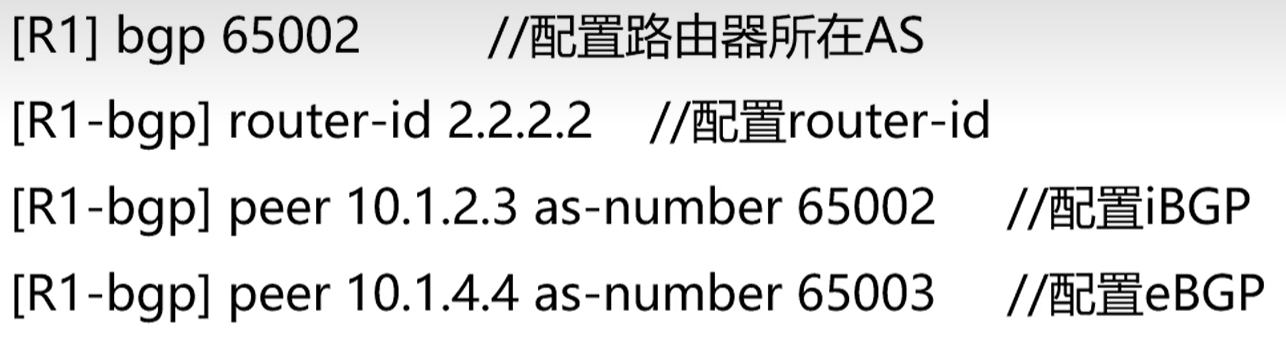 [R1] bgp 65002 //配置路由器所在AS
[R1-bgp] router-id 2.2.2.2 //配置router-id
[R1-bgp] peer 10.1.2.3 as-number 65002 //配置iBGP
[R1-bgp] peer 10.1.4.4 as-number 65003 //配置eBGP